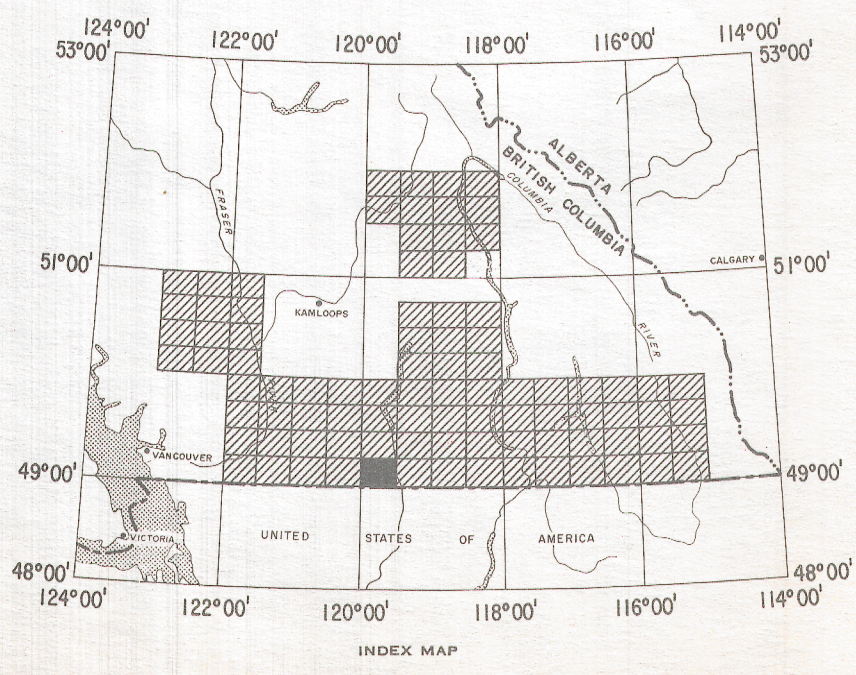 124°00'
122°00'
120°00'
118°00'
116°00'
114°00'
53°00'
53°00'
ALBERTA
BRITISH COLUMBIA
COLUMBIA
FRASER
51°00'
CALGARY
51°00'
KAMLOOPS
RIVER
RIVER
VANCOUVER
49°00'
49°00'
VICTORIA
UNITED STATES OF AMERICA
48°00'
48°00'
124°00'
122°00'
120°00'
118°00'
116°00'
114°00'
INDEX MAP